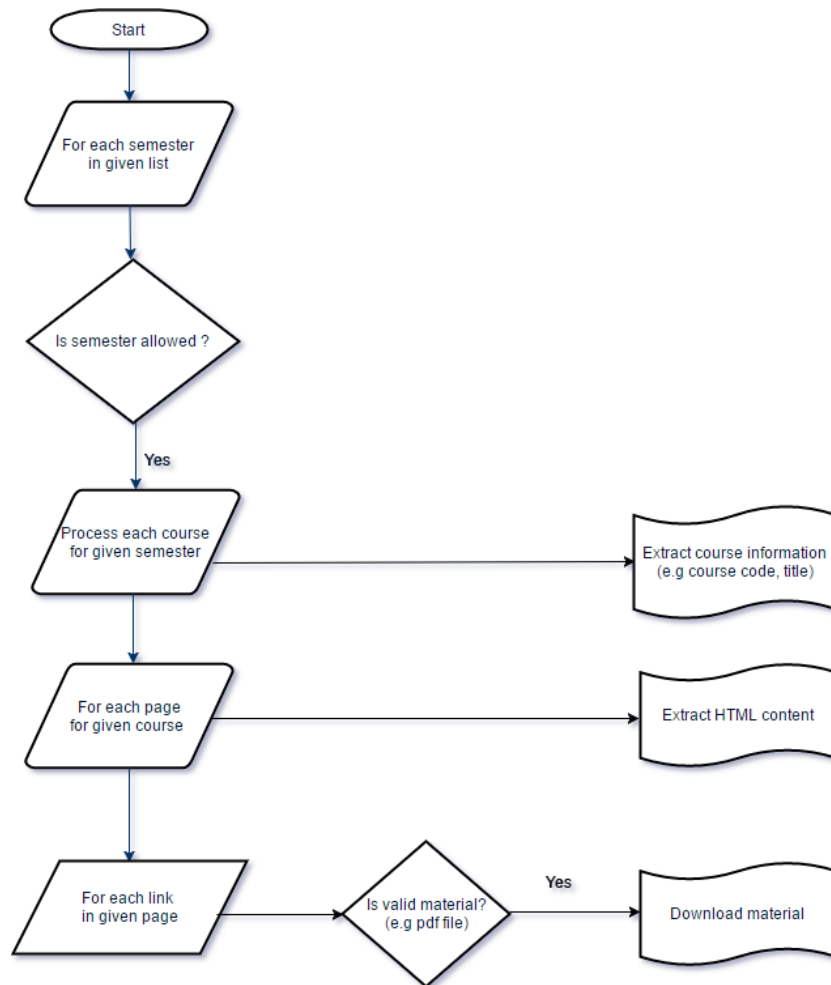 Start
For each semester
in given list
Is semester allowed ?
Yes
Process each course
for given semester
Extract course information
(e.g course code, title)
For each page
for given course
Extract HTML content
For each link
in given page
Is valid material?
(e.g pdf file)
Yes
Download material